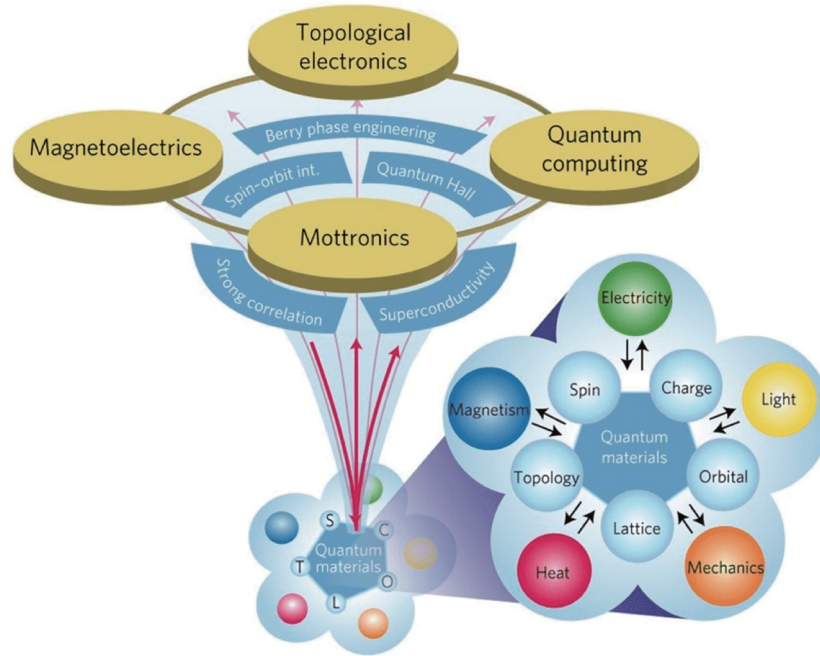 Topological
electronics
Magnetoelectrics
Berry phase engineering
Quantum
computing
Spin-orbit int.
Quantum Hall
Mottronics
Strong correlation
Superconductivity
Electricity
Spin
Charge
Magnetism
Light
Quantum
materials
Topology
Orbital
Lattice
Heat
Mechanics
S
C
Quantum
materials
T
O
L